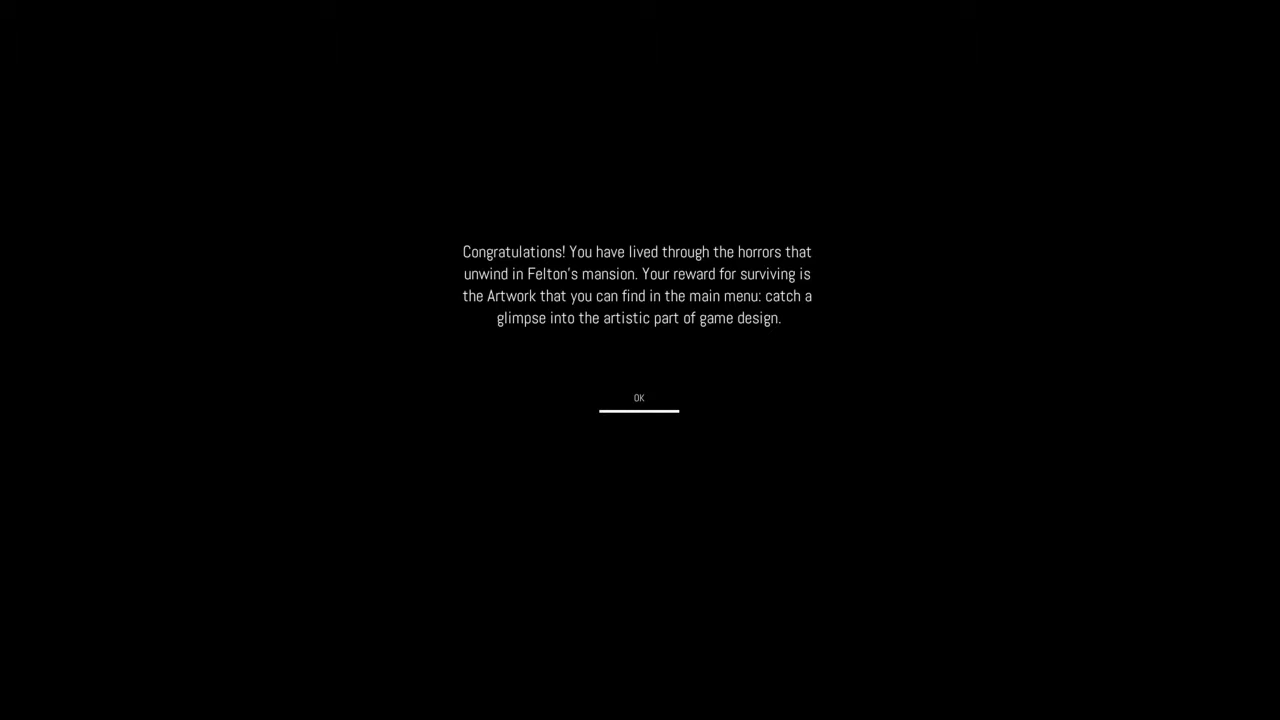 Congratulations! You have lived through the horrors that
unwind in Felton's mansion. Your reward for surviving is
the Artwork that you can find in the main menu: catch a
glimpse into the artistic part of game design.
OK